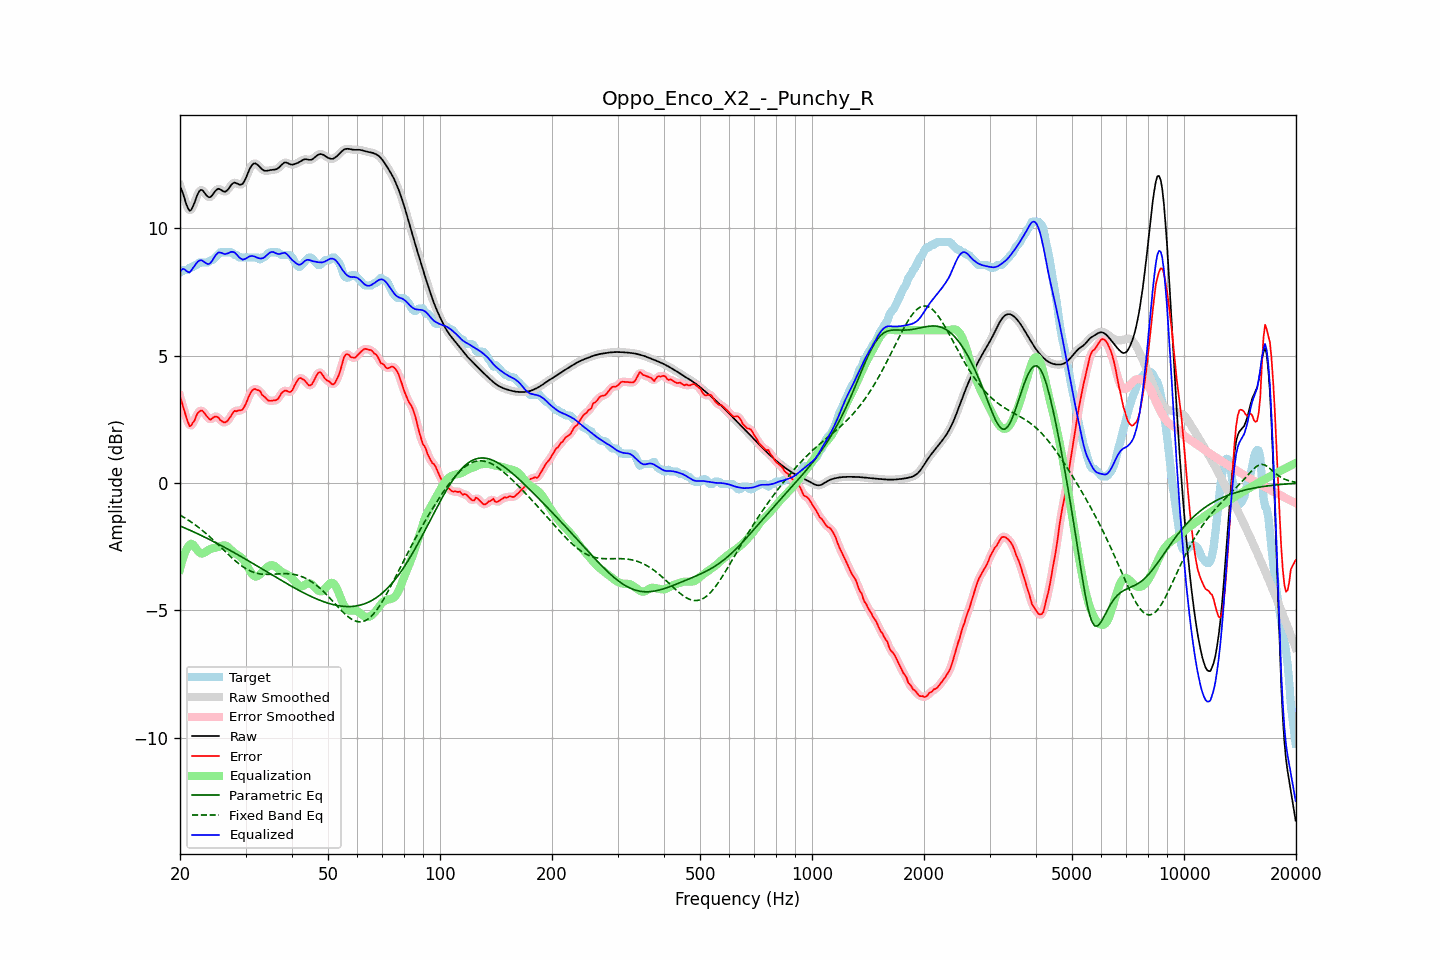 Oppo_Enco_X2_-_Punchy_R
Amplitude (dBr)
10
5
0
−5
−10
Target
Raw Smoothed
Error Smoothed
Raw
Error
Equalization
Parametric Eq
Fixed Band Eq
Equalized
20 50 100 200 500 1000 2000 5000 10000 20000
Frequency (Hz)